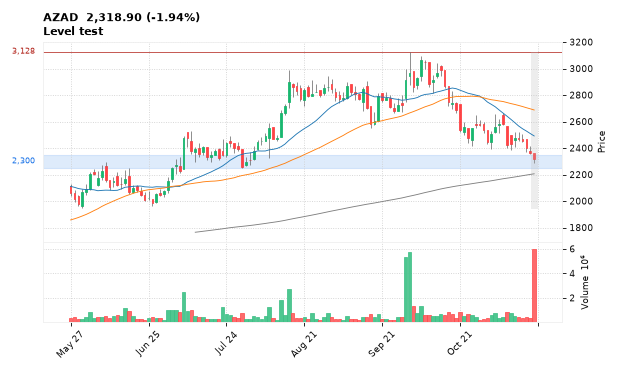 AZAD 2,318.90 (-1.94%)
Level test
3,128
2,300
3200
3000
2800
2600
2400
2200
2000
1800
Price
6
4
2
Volume 10⁶
May 27
Jun 25
Jul 24
Aug 21
Sep 21
Oct 21